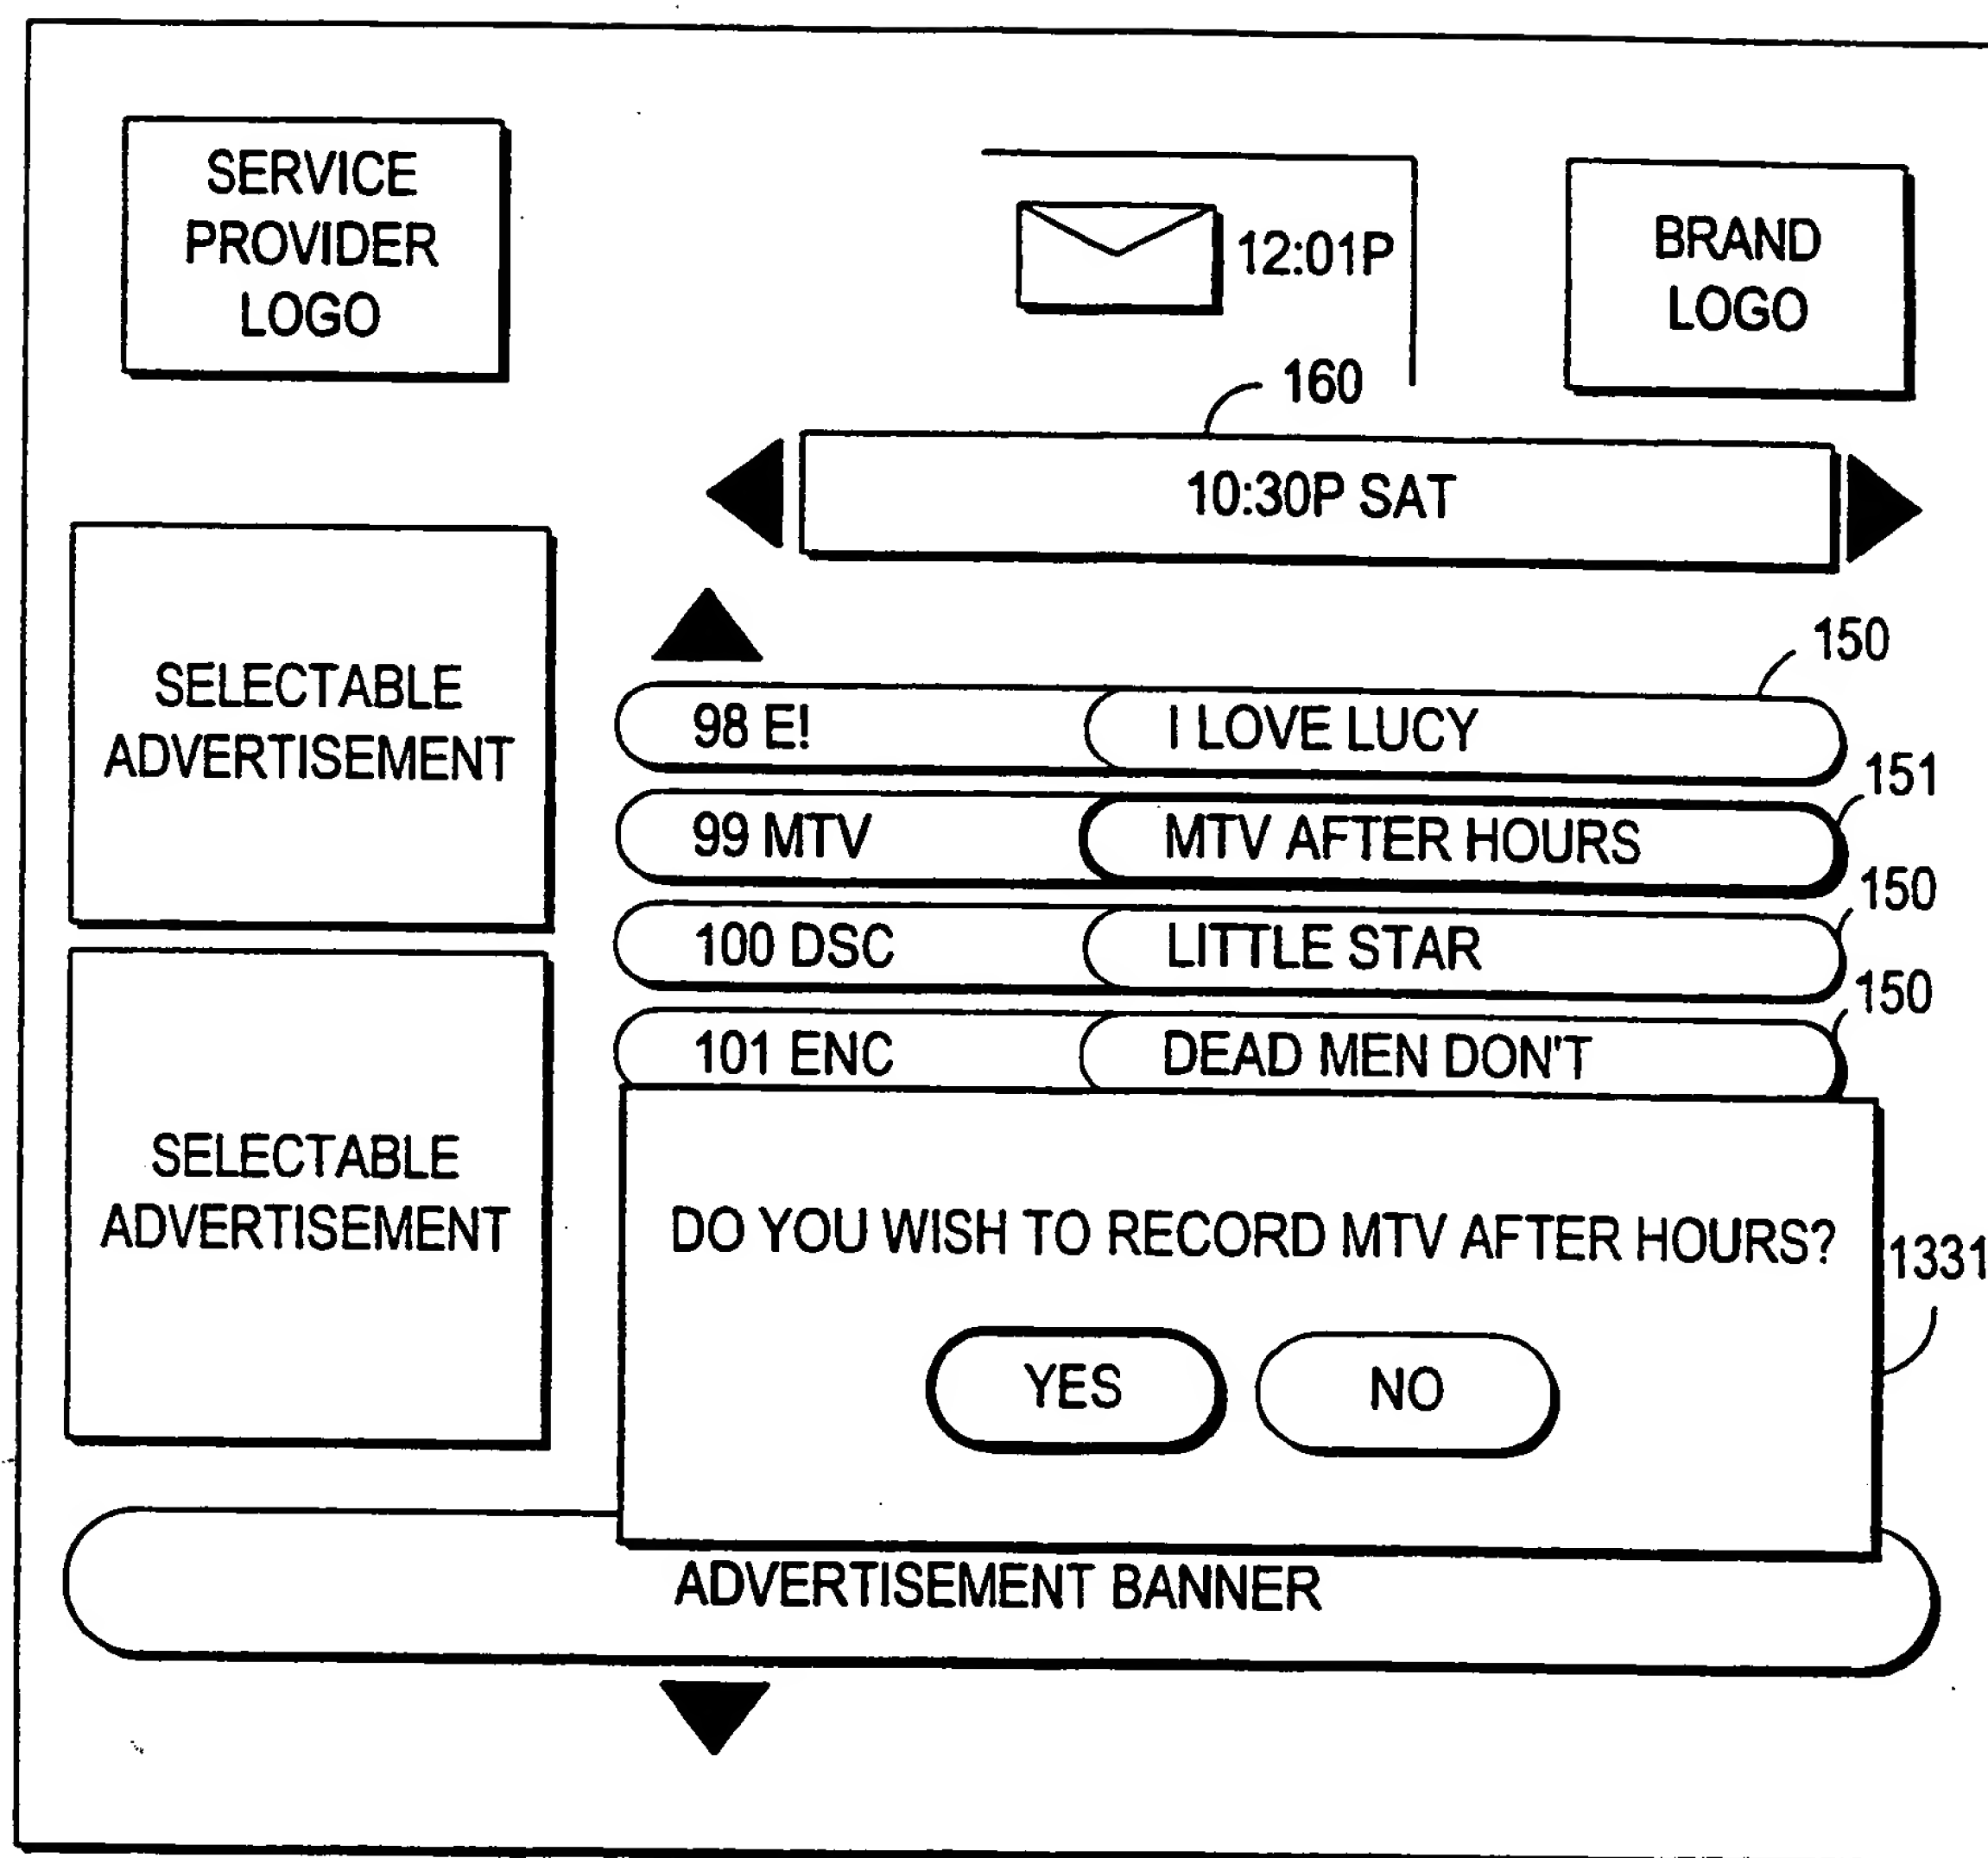 SERVICE
PROVIDER
LOGO
12:01P
BRAND
LOGO
160
10:30P SAT
SELECTABLE
ADVERTISEMENT
150
98 E! I LOVE LUCY
151
99 MTV MTV AFTER HOURS
150
100 DSC LITTLE STAR
150
101 ENC DEAD MEN DON'T
SELECTABLE
ADVERTISEMENT
DO YOU WISH TO RECORD MTV AFTER HOURS?
1331
YES NO
ADVERTISEMENT BANNER